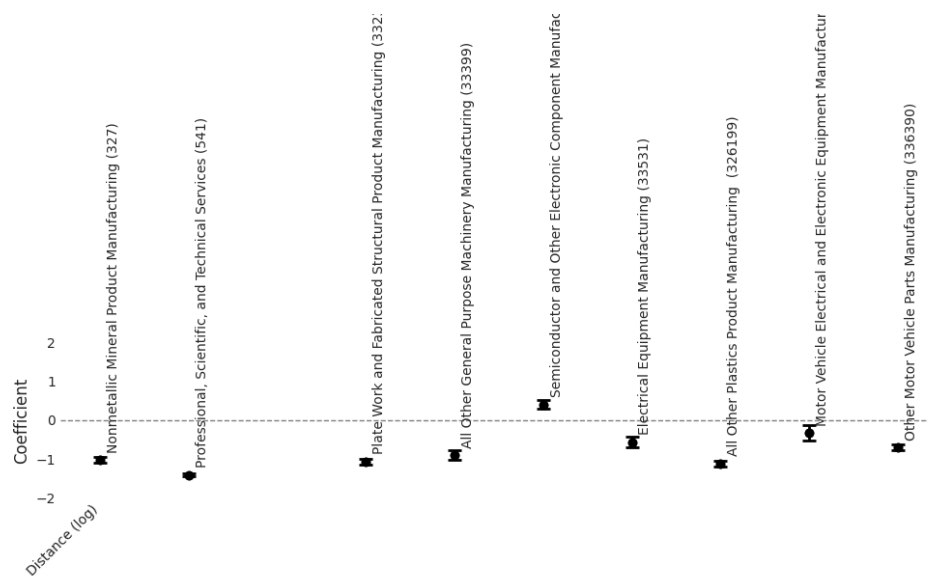 Nonmetallic Mineral Product Manufacturing (327)
Professional, Scientific, and Technical Services (541)
Plate Work and Fabricated Structural Product Manufacturing (332
All Other General Purpose Machinery Manufacturing (33399)
Semiconductor and Other Electronic Component Manufac
Electrical Equipment Manufacturing (33531)
All Other Plastics Product Manufacturing  (326199)
Motor Vehicle Electrical and Electronic Equipment Manufactur
Other Motor Vehicle Parts Manufacturing (336390)
Coefficient
2
1
0
−1
−2
Distance (log)